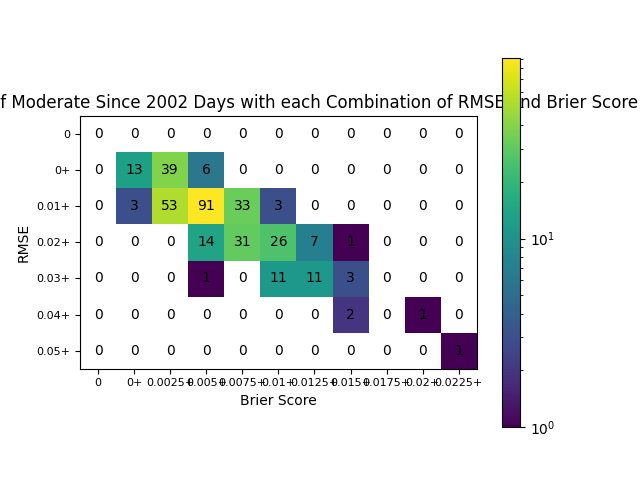 f Moderate Since 2002 Days with each Combination of RMSE and Brier Score
RMSE
0 0 0 0 0 0 0 0 0 0 0 0
0+ 0 13 39 6 0 0 0 0 0 0 0
0.01+ 0 3 53 91 33 3 0 0 0 0 0
0.02+ 0 0 0 14 31 26 7 1 0 0 0
0.03+ 0 0 0 1 0 11 11 3 0 0 0
0.04+ 0 0 0 0 0 0 0 2 0 1 0
0.05+ 0 0 0 0 0 0 0 0 0 0 1
0 0+ 0.0025+ 0.005+ 0.0075+ 0.01+ 0.0125+ 0.015+ 0.0175+ 0.02+ 0.0225+
Brier Score
10¹
10⁰